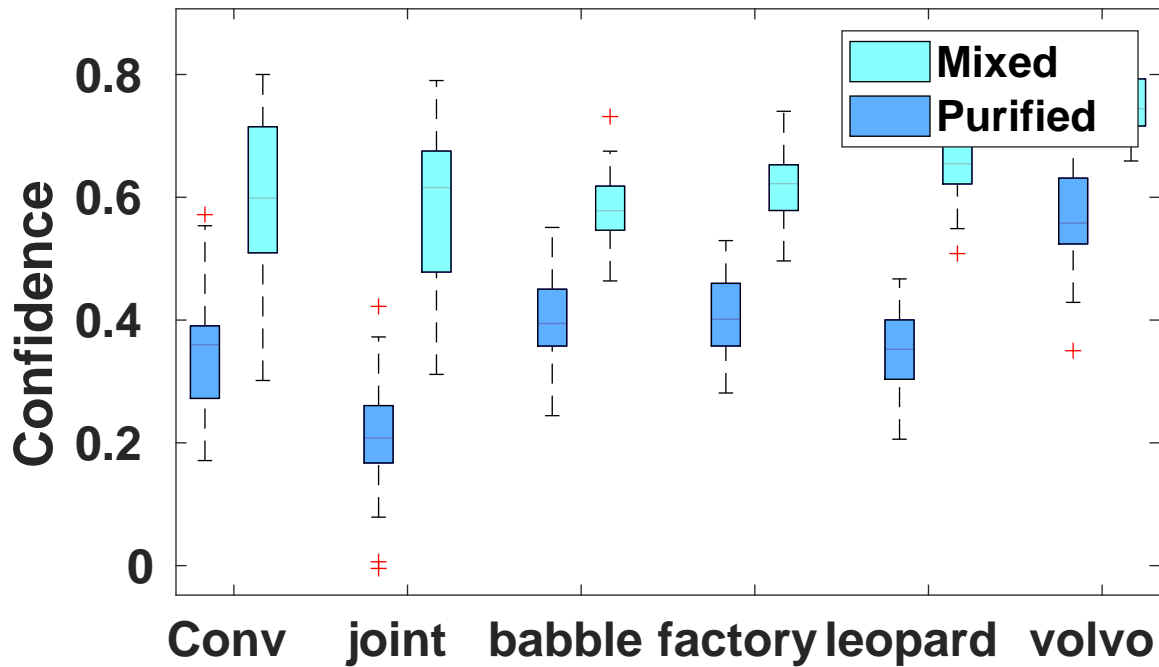 Mixed
Purified
Confidence
0.8
0.6
0.4
0.2
0
Conv joint babble factory leopard volvo